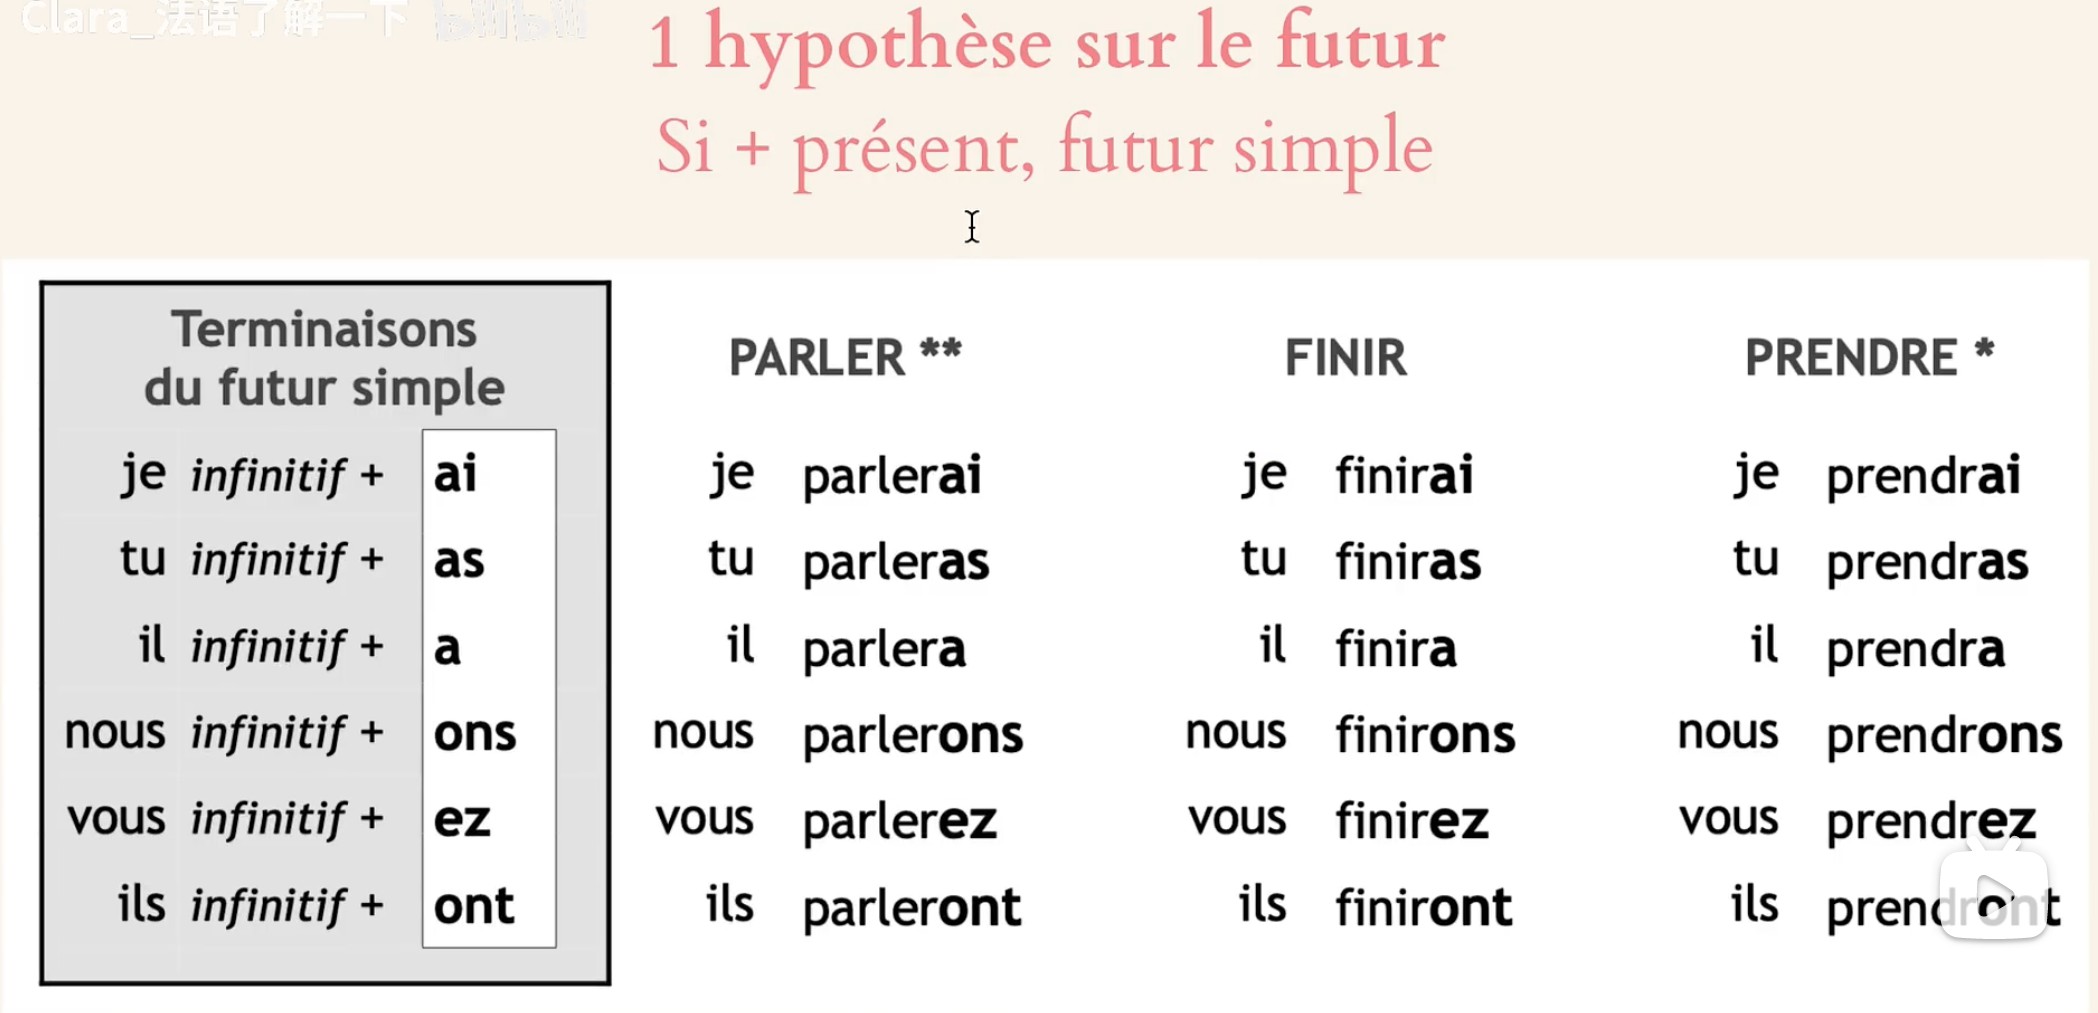 Clara_法语了解一下 bilibili
1 hypothèse sur le futur
Si + présent, futur simple
Terminaisons
du futur simple
je infinitif + ai
tu infinitif + as
il infinitif + a
nous infinitif + ons
vous infinitif + ez
ils infinitif + ont
PARLER **
je parlerai
tu parleras
il parlera
nous parlerons
vous parlerez
ils parleront
FINIR
je finirai
tu finiras
il finira
nous finirons
vous finirez
ils finiront
PRENDRE *
je prendrai
tu prendras
il prendra
nous prendrons
vous prendrez
ils prendront